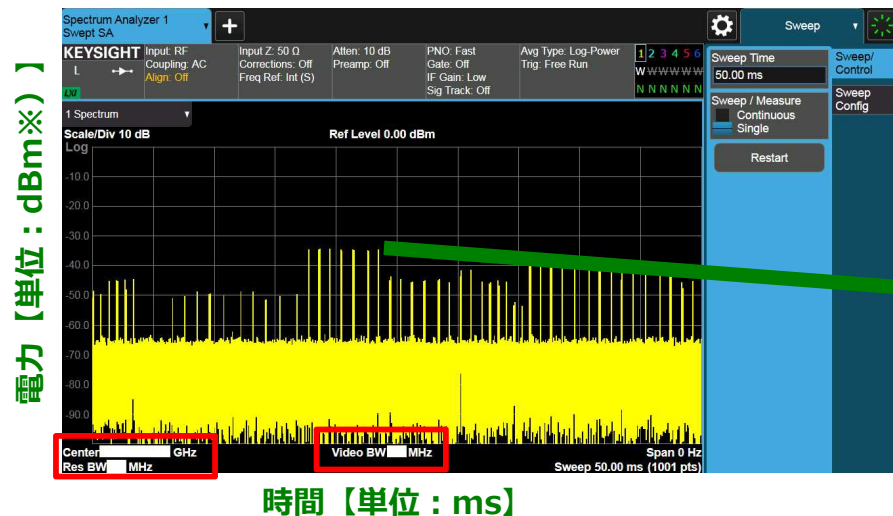 Spectrum Analyzer 1
Swept SA
+
Sweep
KEYSIGHT
L
LXI
Input: RF
Coupling: AC
Align: Off
Input Z: 50 Ω
Corrections: Off
Freq Ref: Int (S)
Atten: 10 dB
Preamp: Off
PNO: Fast
Gate: Off
IF Gain: Low
Sig Track: Off
Avg Type: Log-Power
Trig: Free Run
1 2 3 4 5 6
W W W W W W
N N N N N N
Sweep Time
50.00 ms
Sweep / Measure
Continuous
Single
Restart
Sweep/
Control
Sweep
Config
1 Spectrum
Scale/Div 10 dB
Ref Level 0.00 dBm
Log
-10.0
-20.0
-30.0
-40.0
-50.0
-60.0
-70.0
-80.0
-90.0
電力【単位：dBm※）】
Center GHz
Res BW MHz
Video BW MHz
Span 0 Hz
Sweep 50.00 ms (1001 pts)
時間【単位：ms】